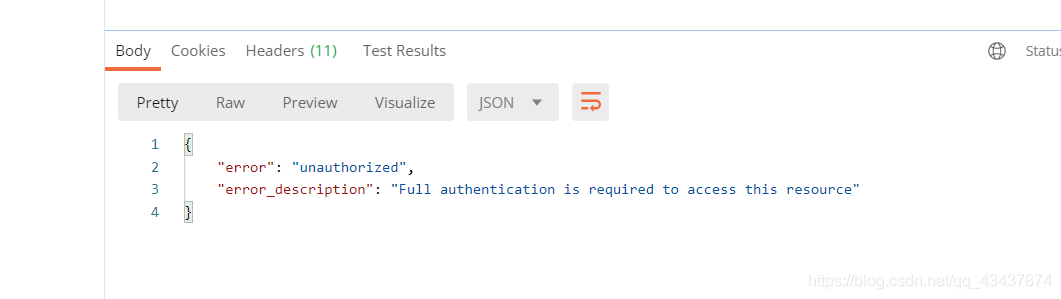 Body Cookies Headers (11) Test Results Statu
Pretty Raw Preview Visualize JSON
1 {
2 "error": "unauthorized",
3 "error_description": "Full authentication is required to access this resource"
4 }
https://blog.csdn.net/qq_43437874